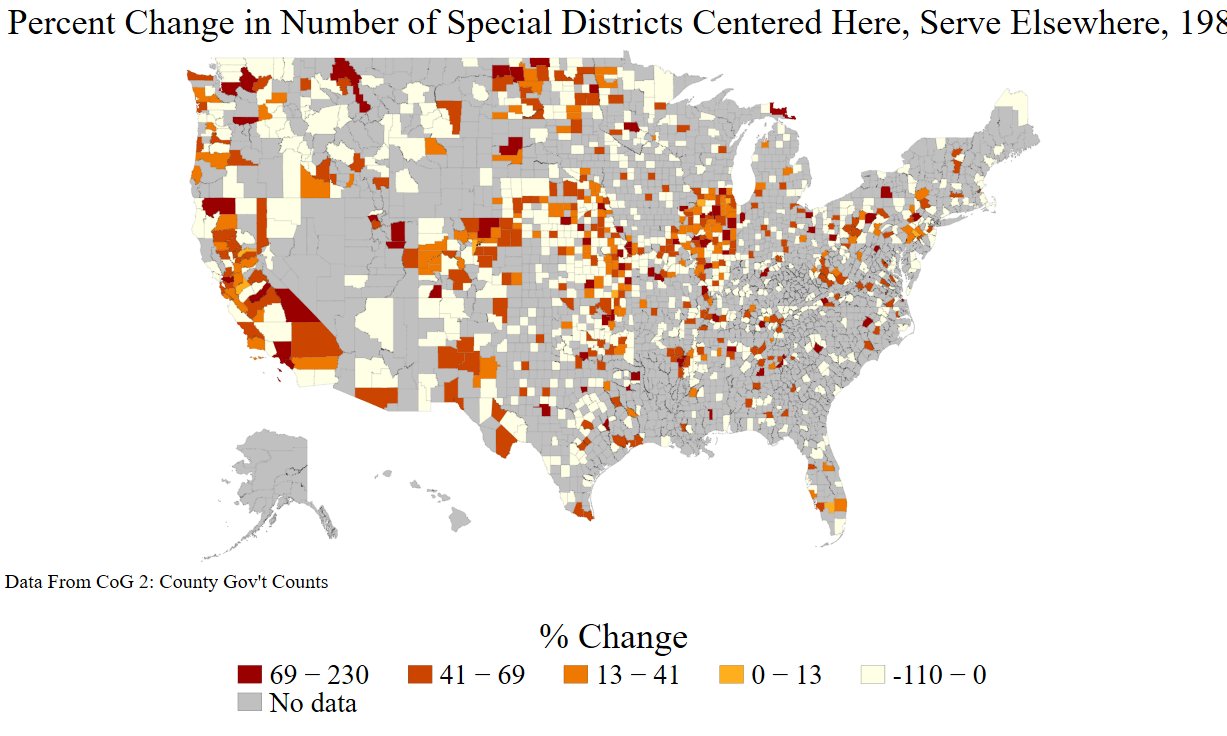 Percent Change in Number of Special Districts Centered Here, Serve Elsewhere, 198
Data From CoG 2: County Gov't Counts
% Change
69 − 230 41 − 69 13 − 41 0 − 13 -110 − 0
No data